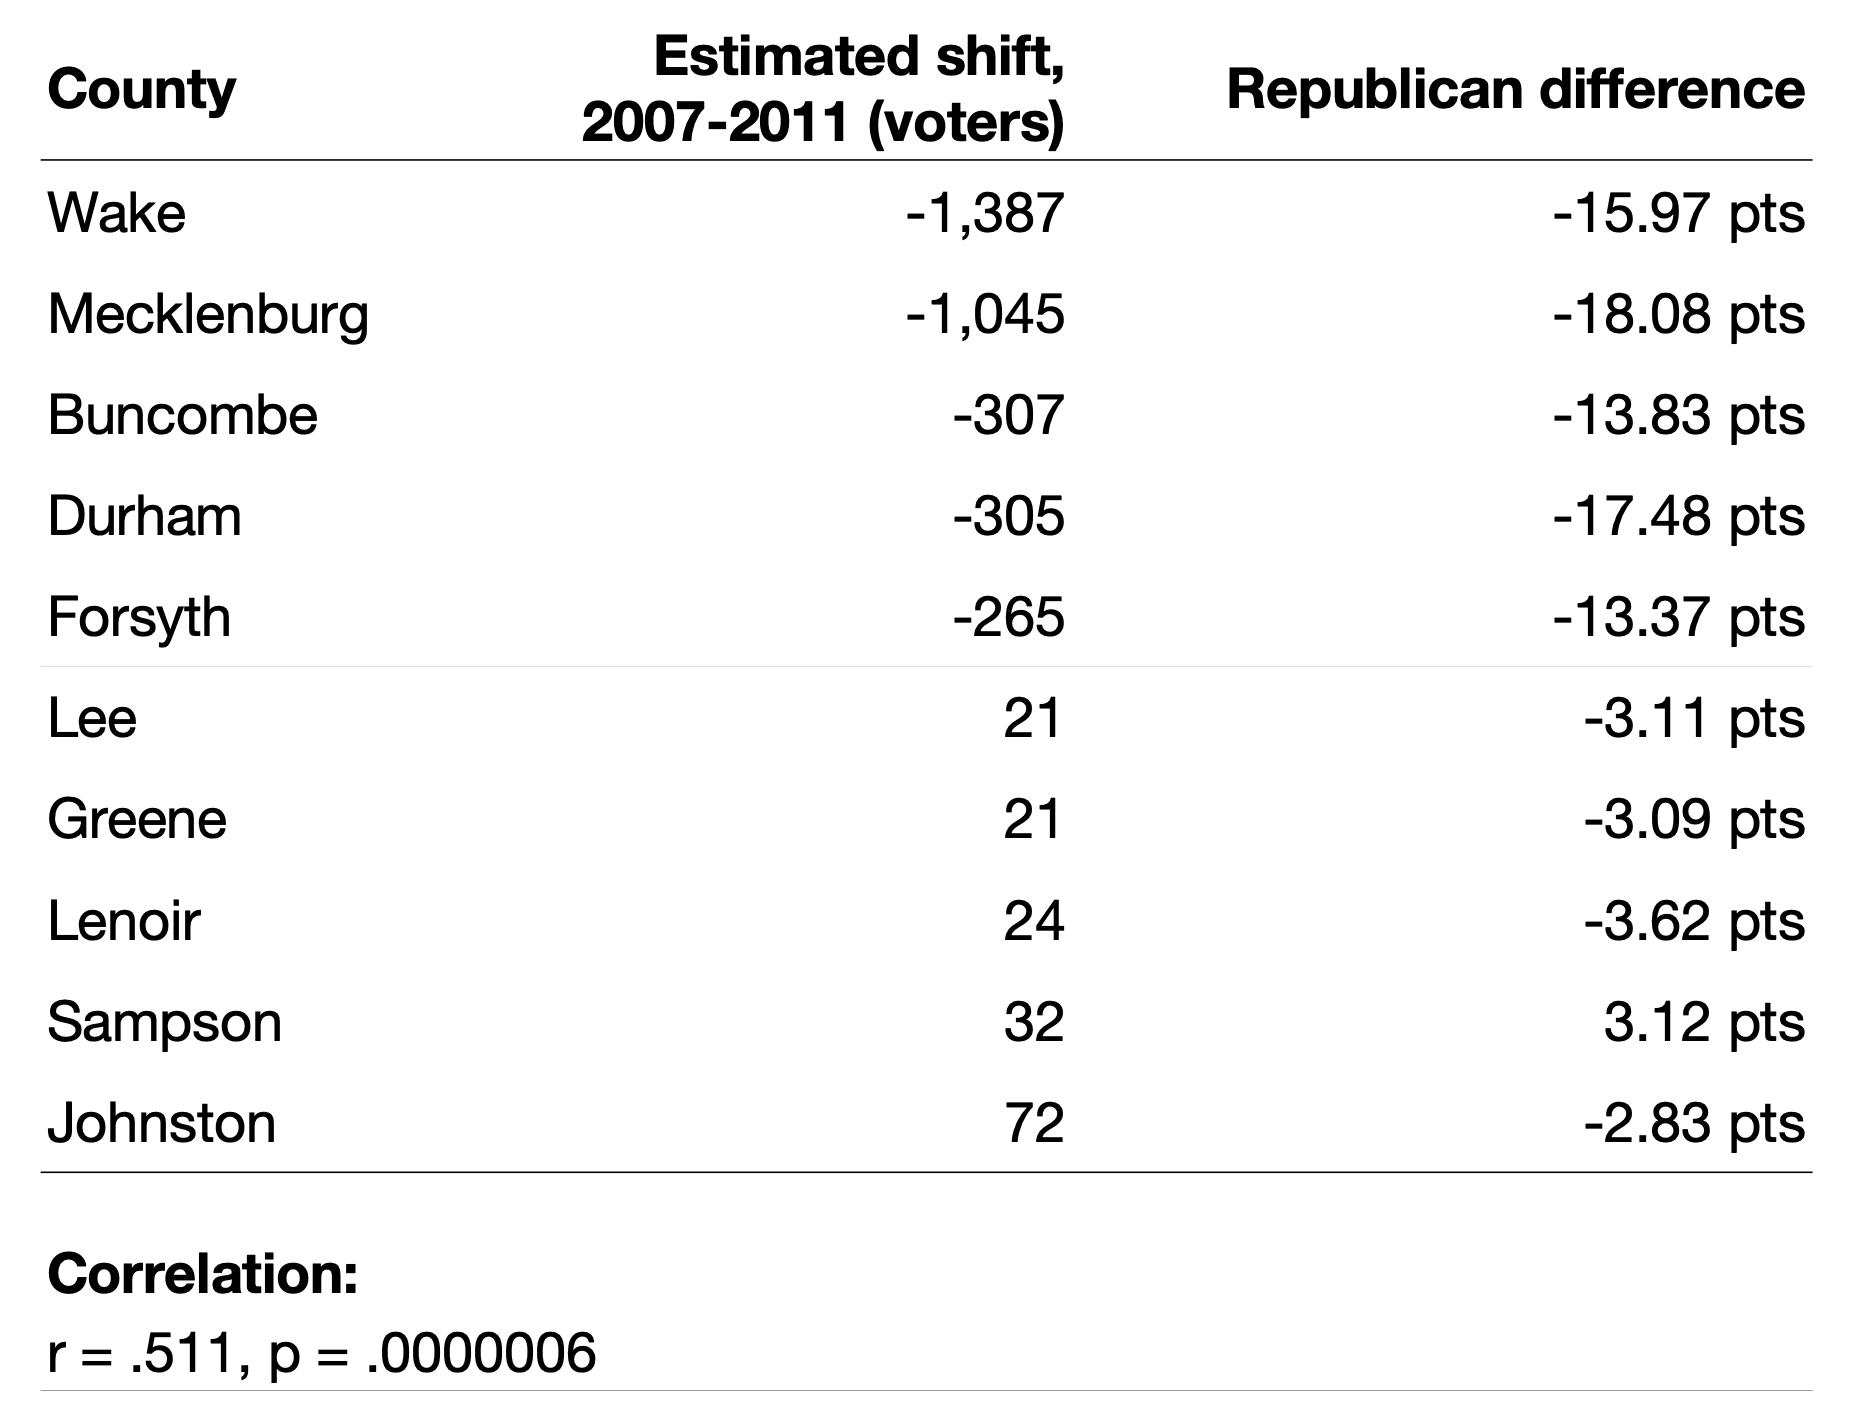 County Estimated shift, 2007-2011 (voters) Republican difference
Wake -1,387 -15.97 pts
Mecklenburg -1,045 -18.08 pts
Buncombe -307 -13.83 pts
Durham -305 -17.48 pts
Forsyth -265 -13.37 pts
Lee 21 -3.11 pts
Greene 21 -3.09 pts
Lenoir 24 -3.62 pts
Sampson 32 3.12 pts
Johnston 72 -2.83 pts
Correlation:
r = .511, p = .0000006